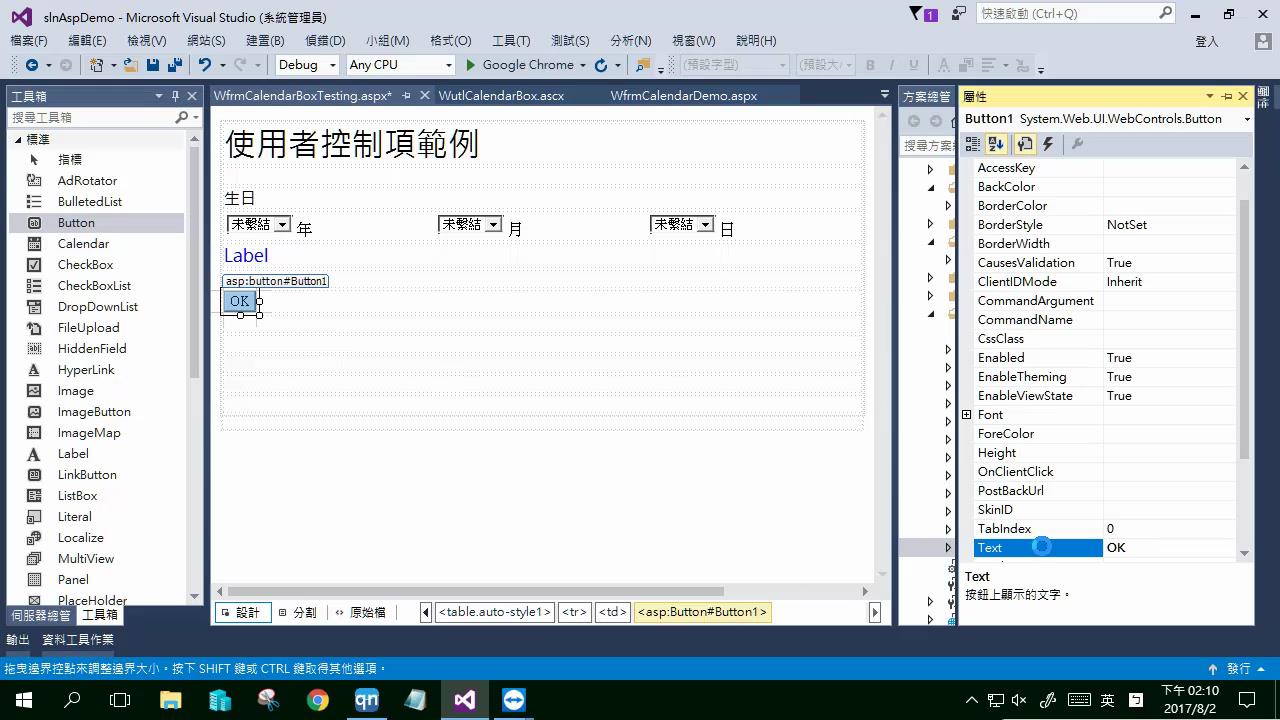 slnAspDemo - Microsoft Visual Studio (系統管理員)
1
快速啟動 (Ctrl+Q)
檔案(F) 編輯(E) 檢視(V) 網站(S) 建置(B) 偵錯(D) 小組(M) 格式(O) 工具(T) 測試(S) 分析(N) 視窗(W) 說明(H)
登入
Debug Any CPU Google Chrome (預設字型) (預設大 B I U A
工具箱
搜尋工具箱
標準
指標
AdRotator
BulletedList
Button
Calendar
CheckBox
CheckBoxList
DropDownList
FileUpload
HiddenField
HyperLink
Image
ImageButton
ImageMap
Label
LinkButton
ListBox
Literal
Localize
MultiView
Panel
PlaceHolder
伺服器總管 工具箱
WfrmCalendarBoxTesting.aspx* WutlCalendarBox.ascx WfrmCalendarDemo.aspx
使用者控制項範例
生日
未繫結 年 未繫結 月 未繫結 日
Label
asp:button#Button1
OK
設計 分割 原始檔 <table.auto-style1> <tr> <td> <asp:Button#Button1>
方案總管
搜尋方案
屬性
Button1 System.Web.UI.WebControls.Button
AccessKey
BackColor
BorderColor
BorderStyle NotSet
BorderWidth
CausesValidation True
ClientIDMode Inherit
CommandArgument
CommandName
CssClass
Enabled True
EnableTheming True
EnableViewState True
Font
ForeColor
Height
OnClientClick
PostBackUrl
SkinID
TabIndex 0
Text OK
Text
按鈕上顯示的文字。
輸出 資料工具作業
拖曳邊界控點來調整邊界大小。按下 SHIFT 鍵或 CTRL 鍵取得其他選項。
發行
英
下午 02:10
2017/8/2